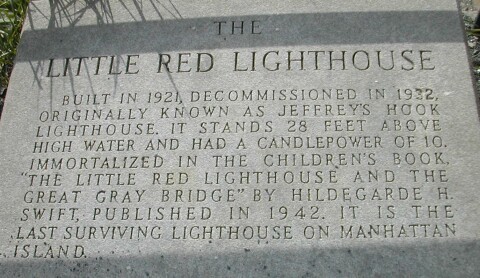 THE
LITTLE RED LIGHTHOUSE
BUILT IN 1921, DECOMMISSIONED IN 1932,
ORIGINALLY KNOWN AS JEFFREY'S HOOK
LIGHTHOUSE. IT STANDS 28 FEET ABOVE
HIGH WATER AND HAD A CANDLEPOWER OF 10.
IMMORTALIZED IN THE CHILDREN'S BOOK,
"THE LITTLE RED LIGHTHOUSE AND THE
GREAT GRAY BRIDGE" BY HILDEGARDE H.
SWIFT, PUBLISHED IN 1942. IT IS THE
LAST SURVIVING LIGHTHOUSE ON MANHATTAN
ISLAND.